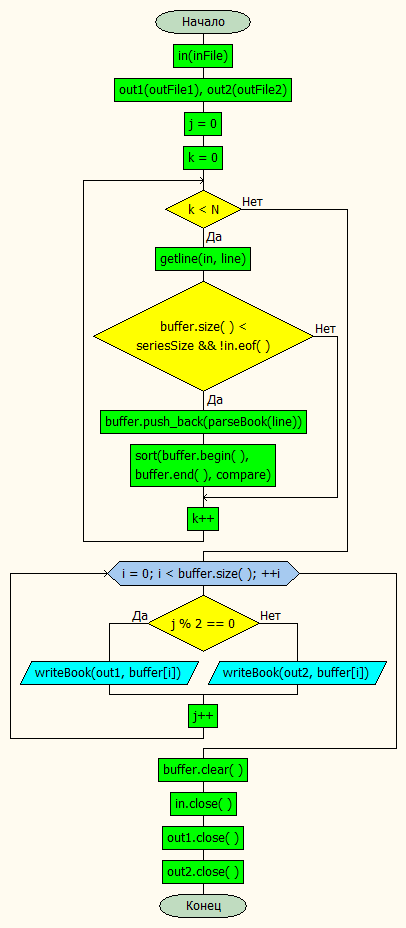 Начало
in(inFile)
out1(outFile1), out2(outFile2)
j = 0
k = 0
k < N
Нет
Да
getline(in, line)
buffer.size( ) <
seriesSize && !in.eof( )
Нет
Да
buffer.push_back(parseBook(line))
sort(buffer.begin( ),
buffer.end( ), compare)
k++
i = 0; i < buffer.size( ); ++i
Да
j % 2 == 0
Нет
writeBook(out1, buffer[i])
writeBook(out2, buffer[i])
j++
buffer.clear( )
in.close( )
out1.close( )
out2.close( )
Конец